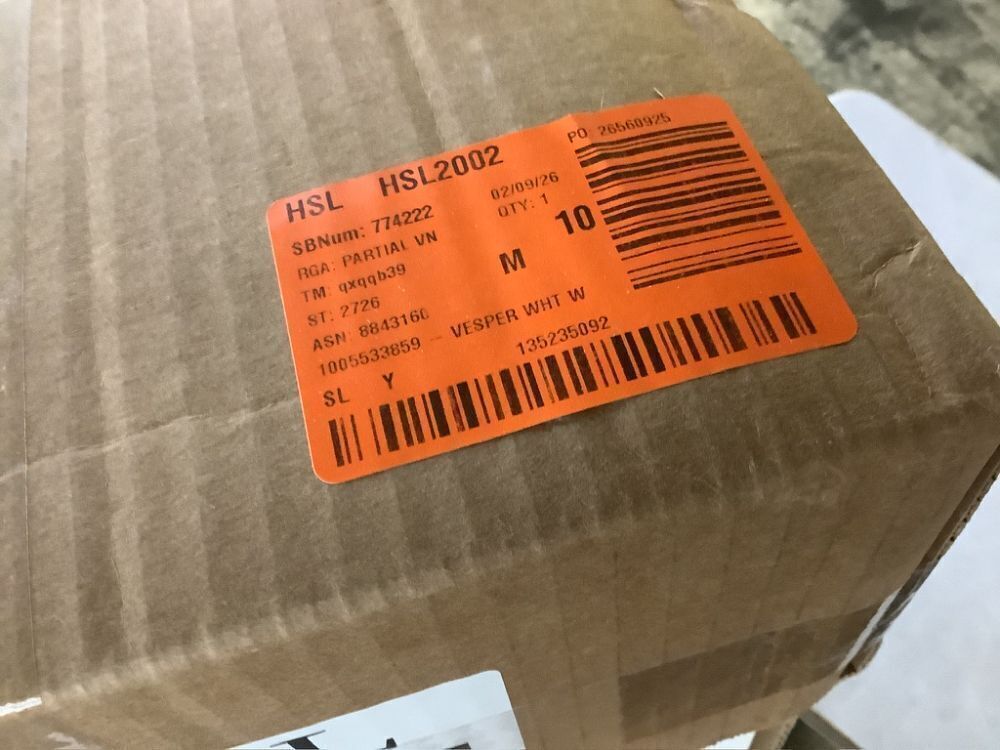 HSL HSL2002
PO 26560925
SBNum: 774222
02/09/26
RGA: PARTIAL VN
QTY: 1
TM: qxqqb39
M
10
ST: 2726
ASN: 8843160
1005533859 - VESPER WHT W
SL Y
135235092